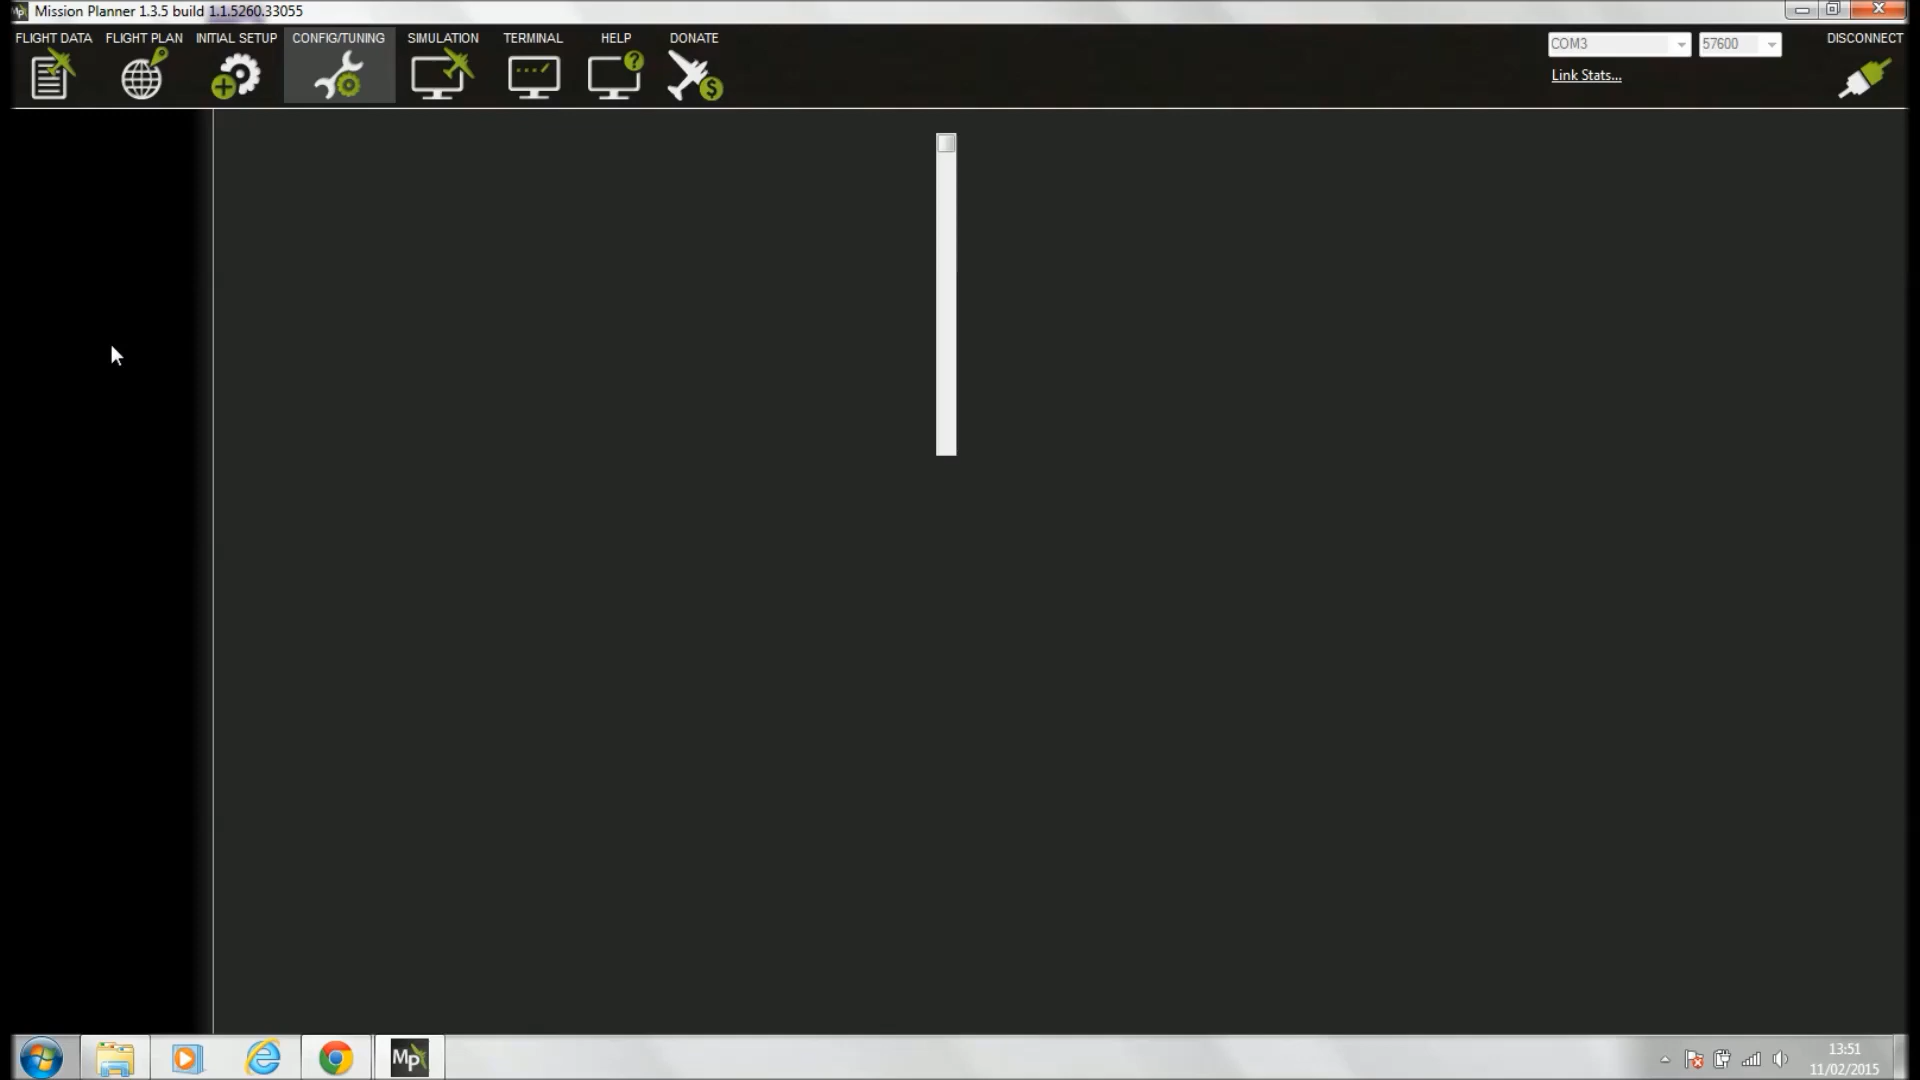 Mission Planner 1.3.5 build 1.1.5260.33055
FLIGHT DATA FLIGHT PLAN INITIAL SETUP CONFIG/TUNING SIMULATION TERMINAL HELP DONATE
COM3 57600 DISCONNECT
Link Stats...
Mp
13:51
11/02/2015